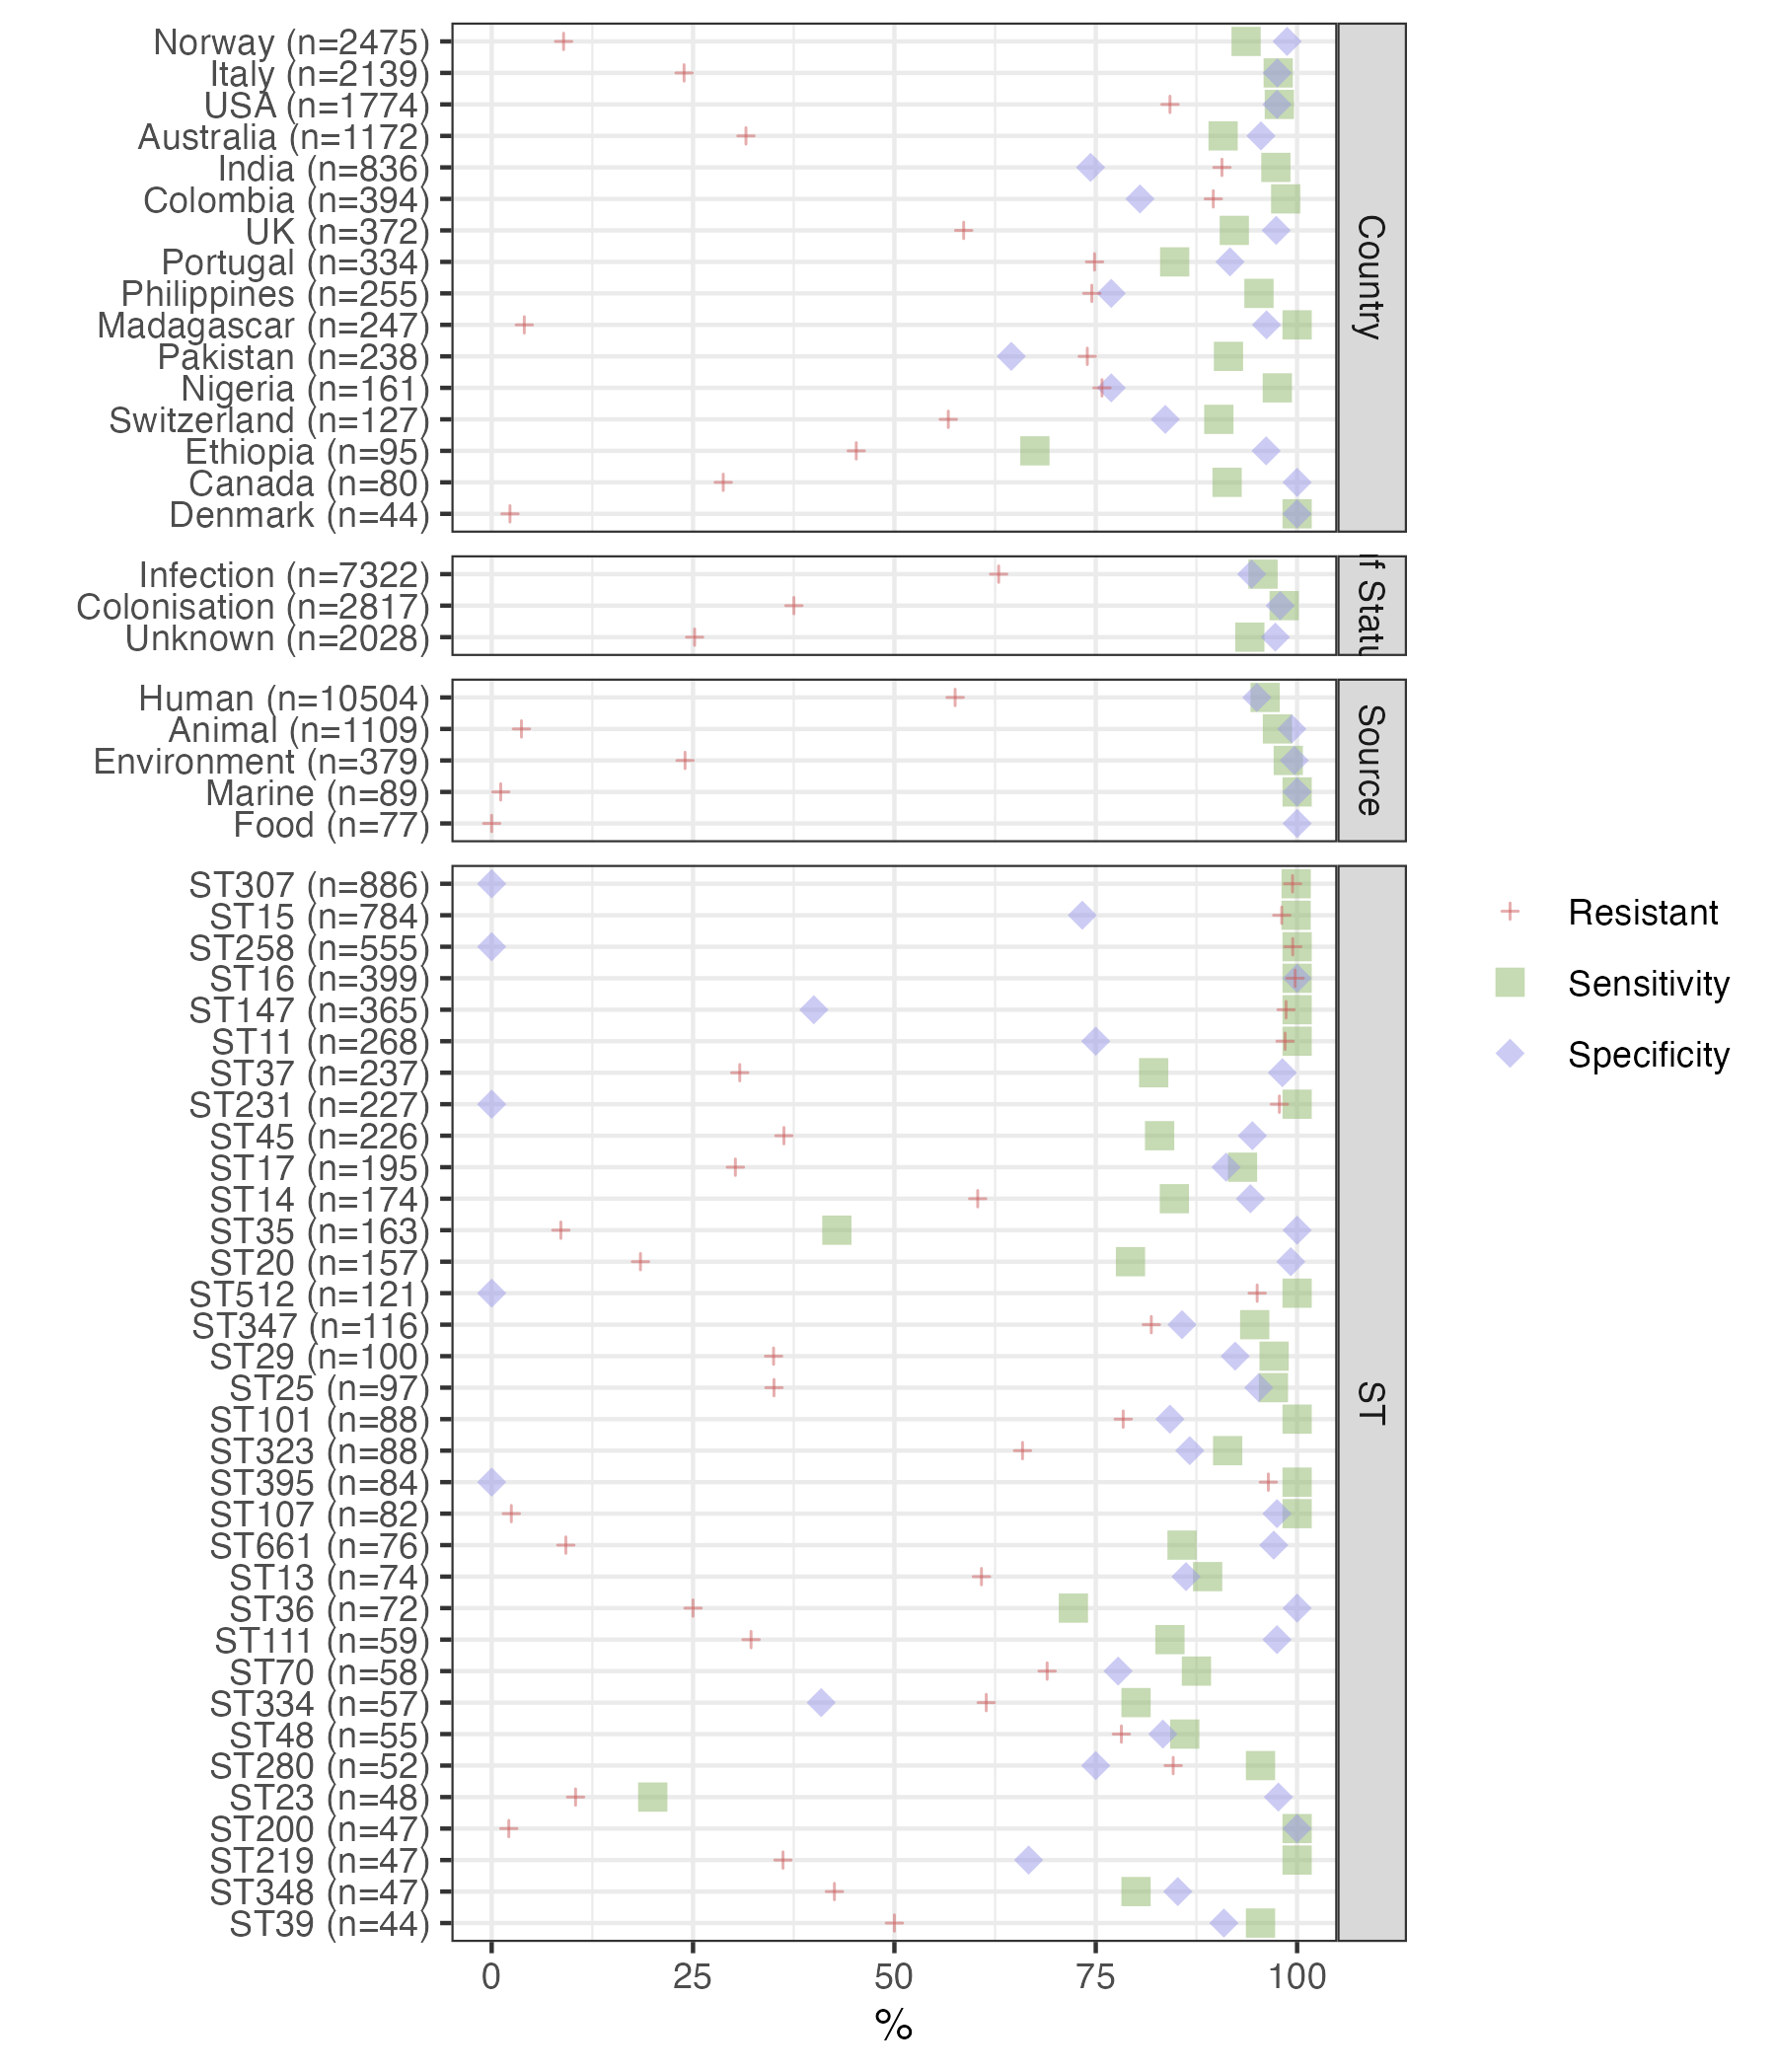 Norway (n=2475)
Italy (n=2139)
USA (n=1774)
Australia (n=1172)
India (n=836)
Colombia (n=394)
UK (n=372)
Portugal (n=334)
Philippines (n=255)
Madagascar (n=247)
Pakistan (n=238)
Nigeria (n=161)
Switzerland (n=127)
Ethiopia (n=95)
Canada (n=80)
Denmark (n=44)
Country
Infection (n=7322)
Colonisation (n=2817)
Unknown (n=2028)
f Statu
Human (n=10504)
Animal (n=1109)
Environment (n=379)
Marine (n=89)
Food (n=77)
Source
ST307 (n=886)
ST15 (n=784)
ST258 (n=555)
ST16 (n=399)
ST147 (n=365)
ST11 (n=268)
ST37 (n=237)
ST231 (n=227)
ST45 (n=226)
ST17 (n=195)
ST14 (n=174)
ST35 (n=163)
ST20 (n=157)
ST512 (n=121)
ST347 (n=116)
ST29 (n=100)
ST25 (n=97)
ST101 (n=88)
ST323 (n=88)
ST395 (n=84)
ST107 (n=82)
ST661 (n=76)
ST13 (n=74)
ST36 (n=72)
ST111 (n=59)
ST70 (n=58)
ST334 (n=57)
ST48 (n=55)
ST280 (n=52)
ST23 (n=48)
ST200 (n=47)
ST219 (n=47)
ST348 (n=47)
ST39 (n=44)
ST
0 25 50 75 100
%
Resistant
Sensitivity
Specificity